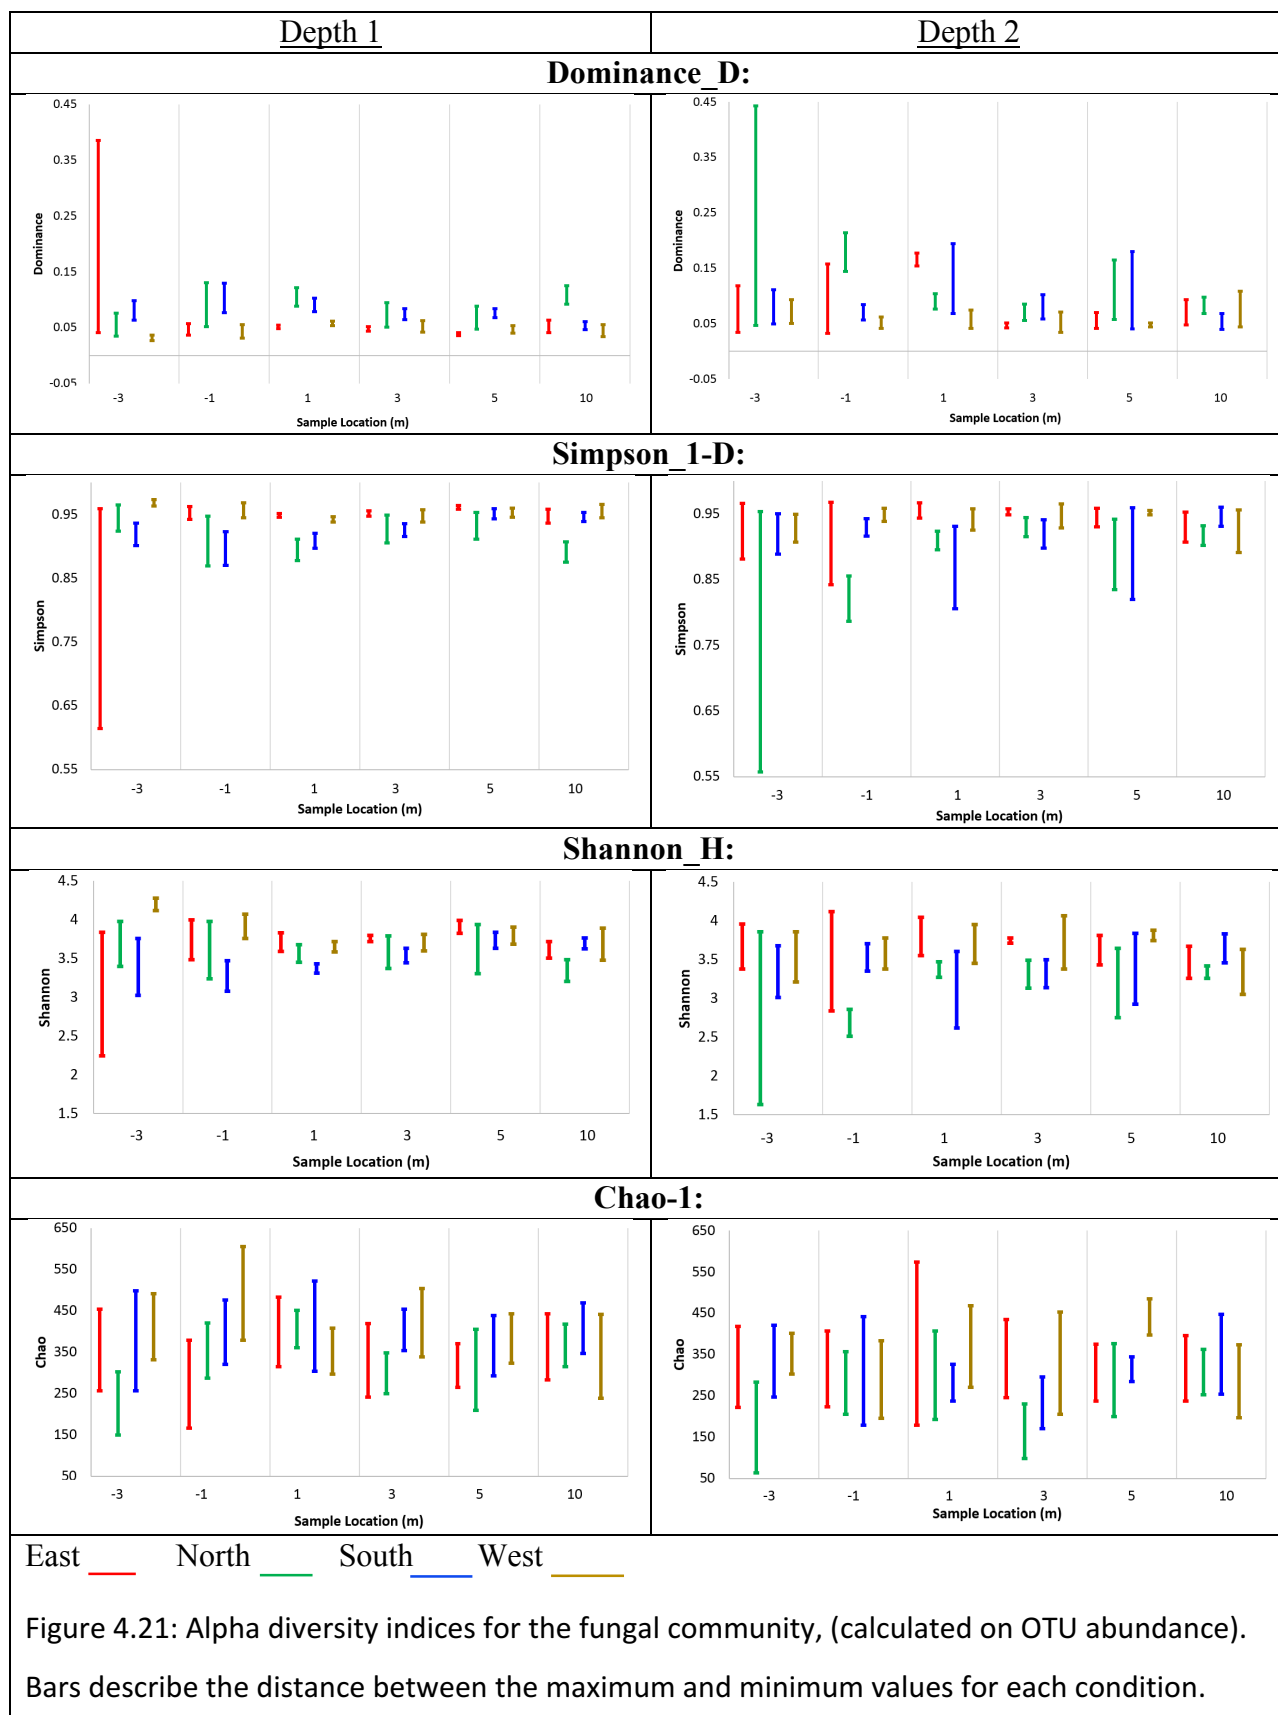 Depth 1
Depth 2
Dominance_D:
0.45
0.35
0.25
0.15
0.05
-0.05
Dominance
-3 -1 1 3 5 10
Sample Location (m)
0.45
0.35
0.25
0.15
0.05
-0.05
Dominance
-3 -1 1 3 5 10
Sample Location (m)
Simpson_1-D:
0.95
0.85
0.75
0.65
0.55
Simpson
-3 -1 1 3 5 10
Sample Location (m)
0.95
0.85
0.75
0.65
0.55
Simpson
-3 -1 1 3 5 10
Sample Location (m)
Shannon_H:
4.5
4
3.5
3
2.5
2
1.5
Shannon
-3 -1 1 3 5 10
Sample Location (m)
4.5
4
3.5
3
2.5
2
1.5
Shannon
-3 -1 1 3 5 10
Sample Location (m)
Chao-1:
650
550
450
350
250
150
50
Chao
-3 -1 1 3 5 10
Sample Location (m)
650
550
450
350
250
150
50
Chao
-3 -1 1 3 5 10
Sample Location (m)
East North South West
Figure 4.21: Alpha diversity indices for the fungal community, (calculated on OTU abundance).
Bars describe the distance between the maximum and minimum values for each condition.